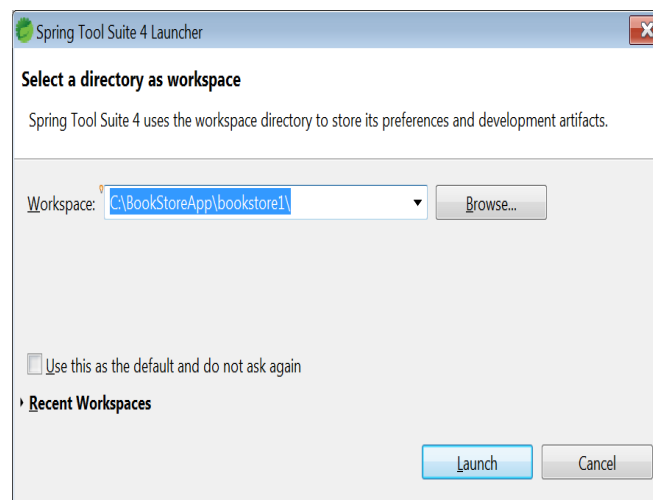 Spring Tool Suite 4 Launcher
Select a directory as workspace
Spring Tool Suite 4 uses the workspace directory to store its preferences and development artifacts.
Workspace: C:\BookStoreApp\bookstore1\ Browse...
Use this as the default and do not ask again
Recent Workspaces
Launch Cancel